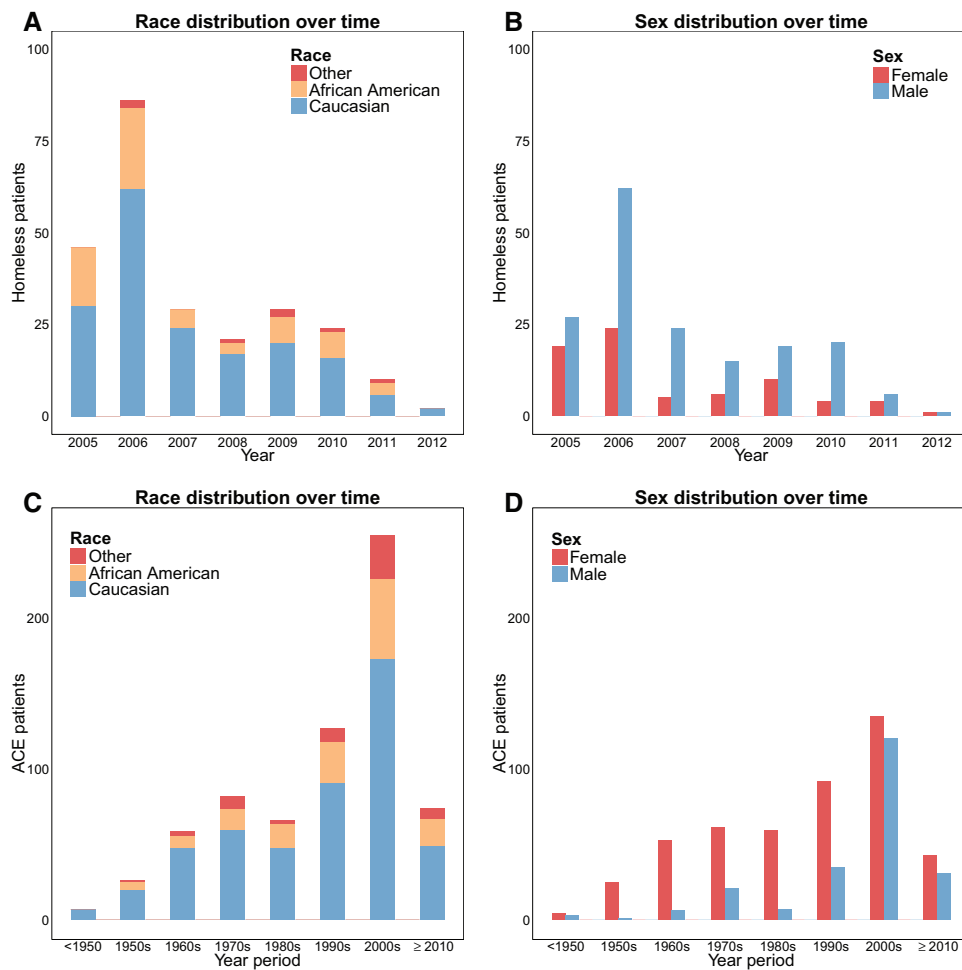 A
Race distribution over time
Homeless patients
100
75
50
25
0
Race
Other
African American
Caucasian
2005 2006 2007 2008 2009 2010 2011 2012
Year
B
Sex distribution over time
Homeless patients
100
75
50
25
0
Sex
Female
Male
2005 2006 2007 2008 2009 2010 2011 2012
Year
C
Race distribution over time
ACE patients
200
100
0
Race
Other
African American
Caucasian
<1950 1950s 1960s 1970s 1980s 1990s 2000s ≥ 2010
Year period
D
Sex distribution over time
ACE patients
200
100
0
Sex
Female
Male
<1950 1950s 1960s 1970s 1980s 1990s 2000s ≥ 2010
Year period